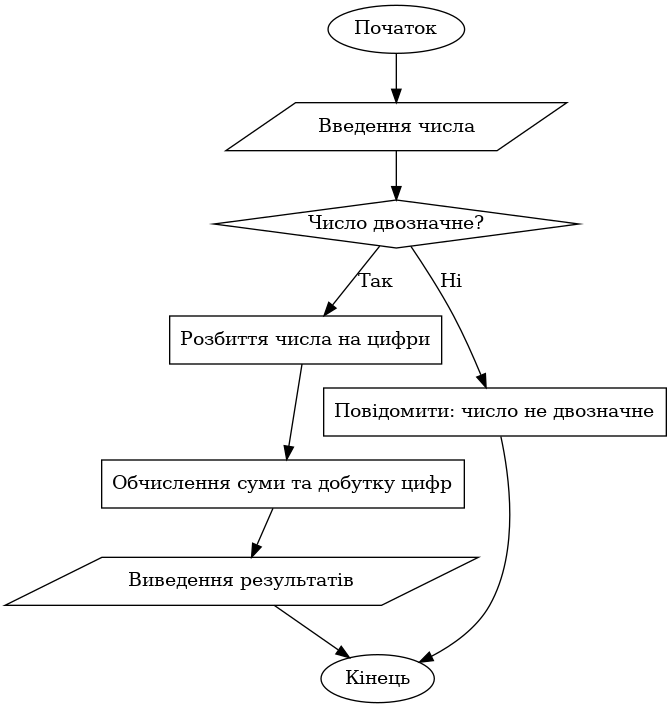 Початок
Введення числа
Число двозначне?
Так
Ні
Розбиття числа на цифри
Повідомити: число не двозначне
Обчислення суми та добутку цифр
Виведення результатів
Кінець